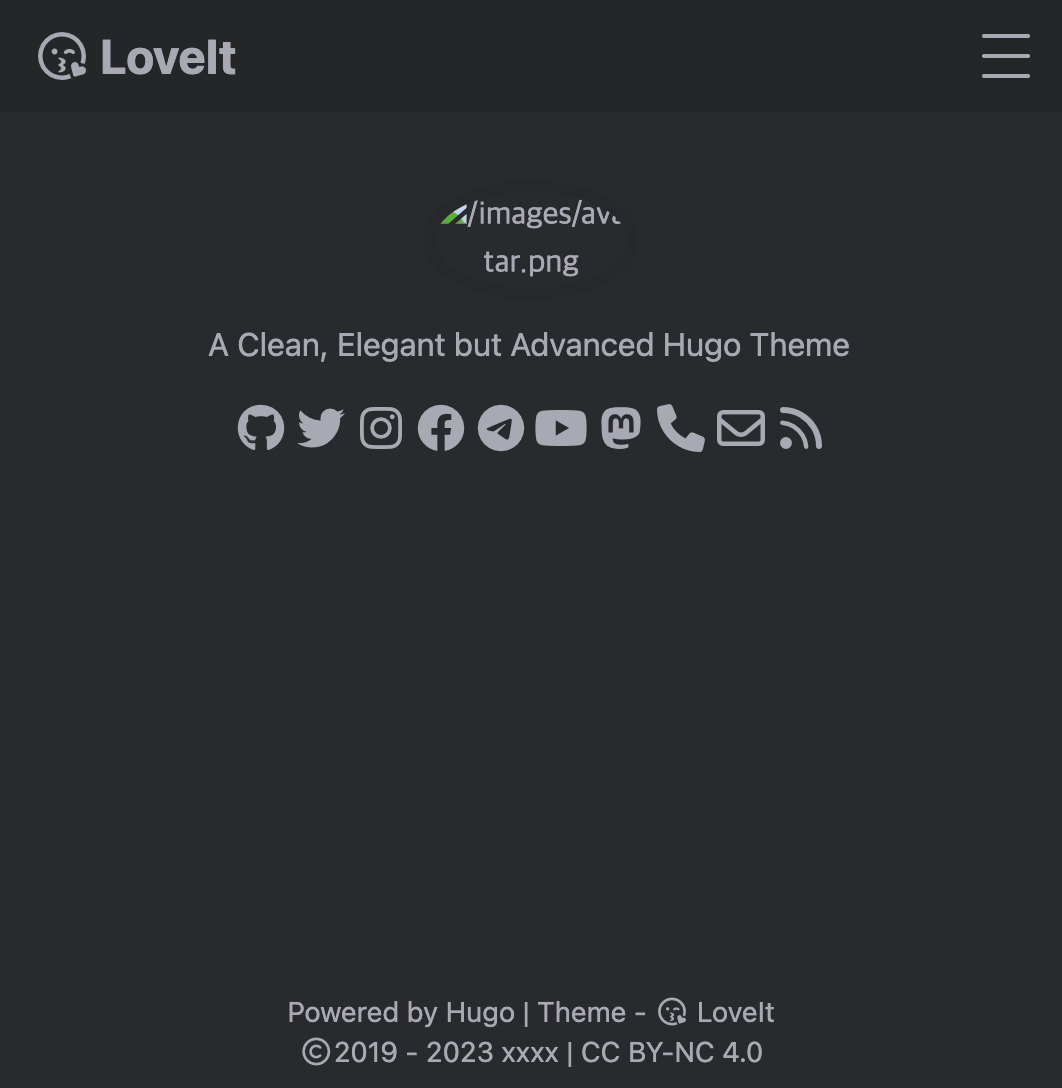 LoveIt
/images/ava
tar.png
A Clean, Elegant but Advanced Hugo Theme
Powered by Hugo | Theme - LoveIt
©2019 - 2023 xxxx | CC BY-NC 4.0